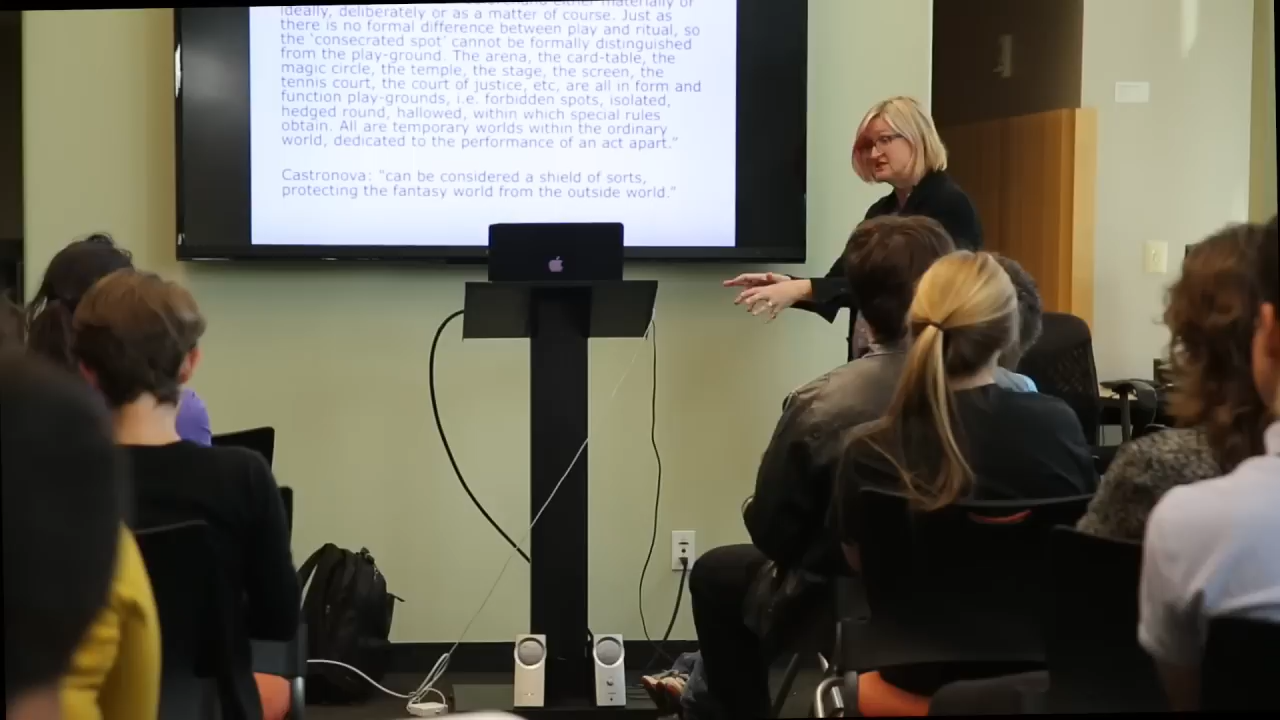 ideally, deliberately or as a matter of course. Just as
there is no formal difference between play and ritual, so
the ‘consecrated spot’ cannot be formally distinguished
from the play-ground. The arena, the card-table, the
magic circle, the temple, the stage, the screen, the
tennis court, the court of justice, etc, are all in form and
function play-grounds, i.e. forbidden spots, isolated,
hedged round, hallowed, within which special rules
obtain. All are temporary worlds within the ordinary
world, dedicated to the performance of an act apart.”
Castronova: “can be considered a shield of sorts,
protecting the fantasy world from the outside world.”